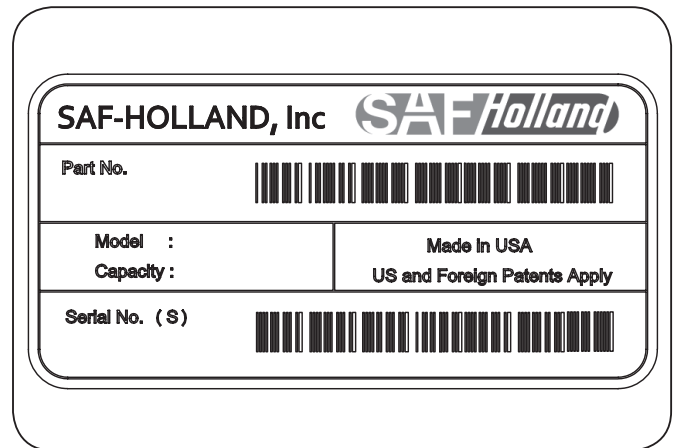 SAF-HOLLAND, Inc SAF Holland
Part No.
Model :
Capacity :
Made in USA
US and Foreign Patents Apply
Serial No. (S)